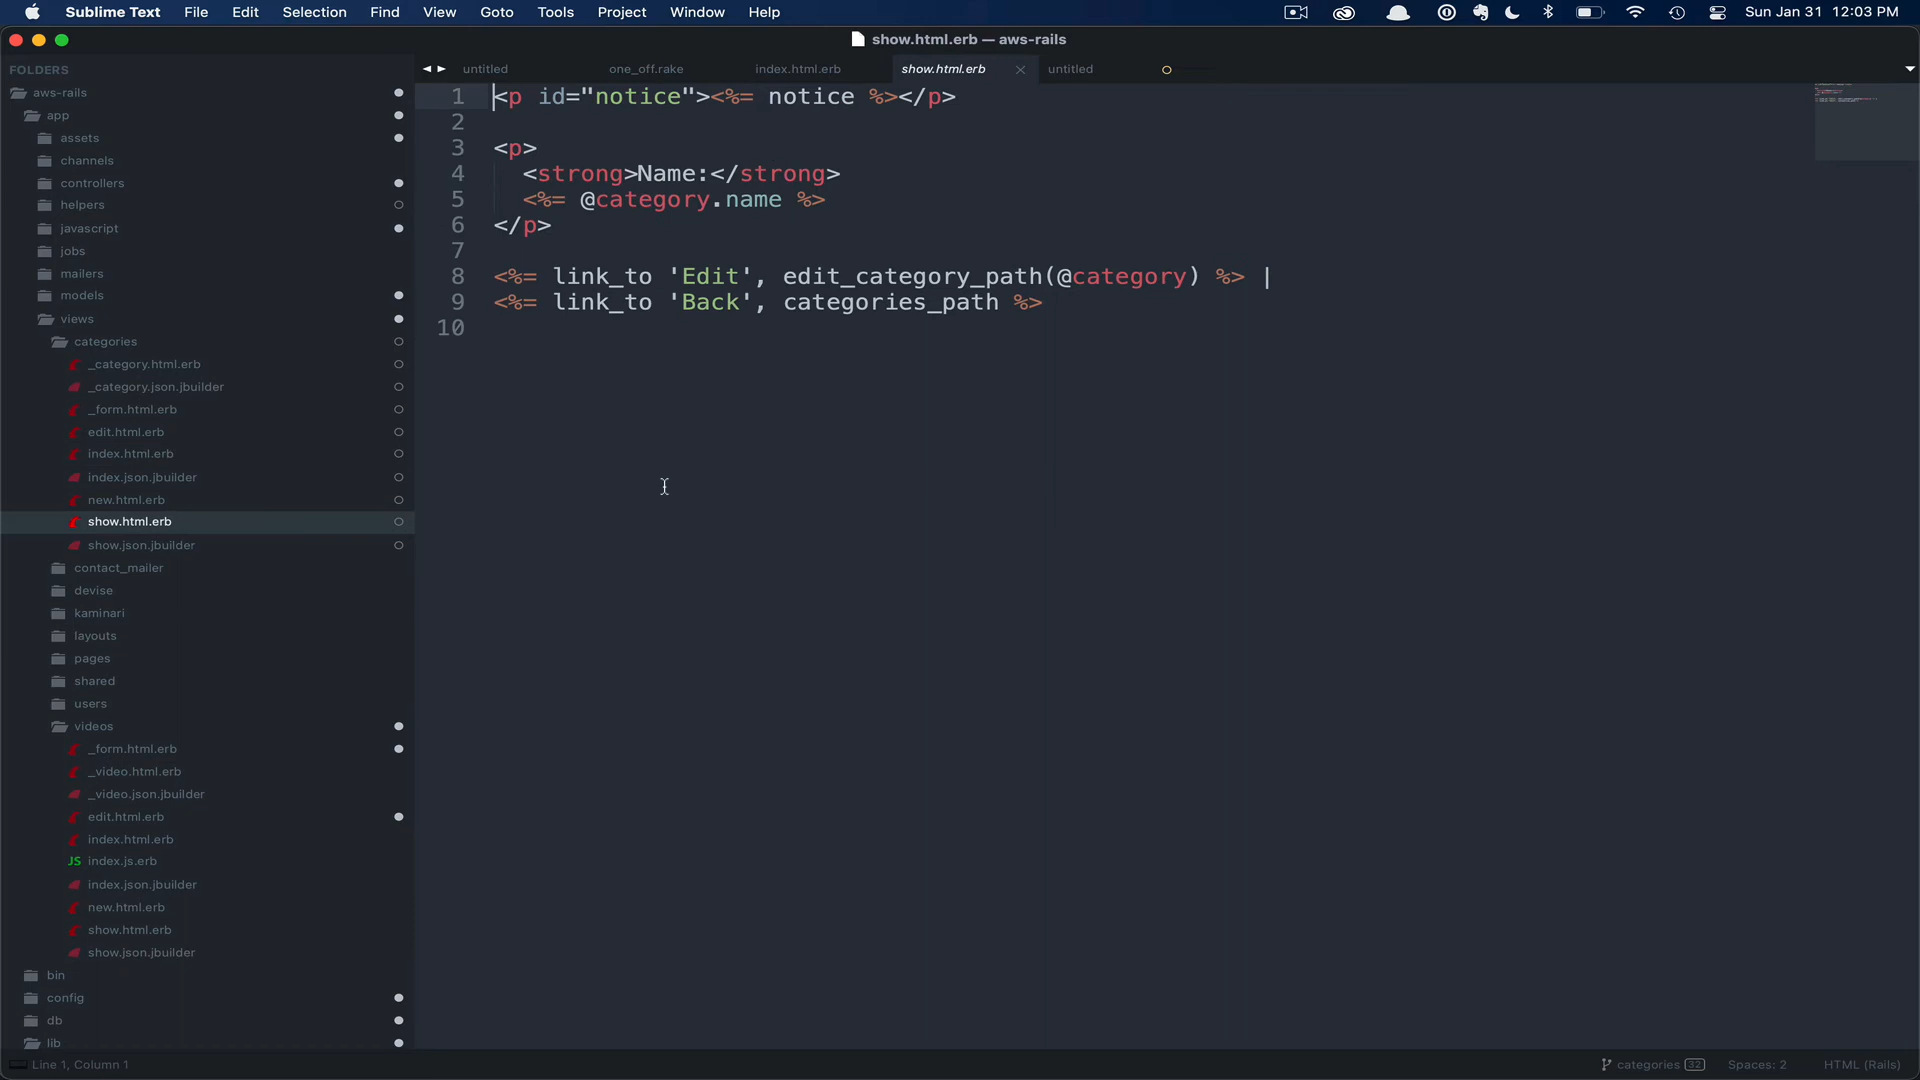 Sublime Text File Edit Selection Find View Goto Tools Project Window Help Sun Jan 31 12:03 PM
show.html.erb — aws-rails
FOLDERS
untitled one_off.rake index.html.erb show.html.erb untitled
aws-rails
app
assets
channels
controllers
helpers
javascript
jobs
mailers
models
views
categories
_category.html.erb
_category.json.jbuilder
_form.html.erb
edit.html.erb
index.html.erb
index.json.jbuilder
new.html.erb
show.html.erb
show.json.jbuilder
contact_mailer
devise
kaminari
layouts
pages
shared
users
videos
_form.html.erb
_video.html.erb
_video.json.jbuilder
edit.html.erb
index.html.erb
JS index.js.erb
index.json.jbuilder
new.html.erb
show.html.erb
show.json.jbuilder
bin
config
db
lib
1 <p id="notice"><%= notice %></p>
2
3 <p>
4 <strong>Name:</strong>
5 <%= @category.name %>
6 </p>
7
8 <%= link_to 'Edit', edit_category_path(@category) %> |
9 <%= link_to 'Back', categories_path %>
10
Line 1, Column 1 categories 32 Spaces: 2 HTML (Rails)